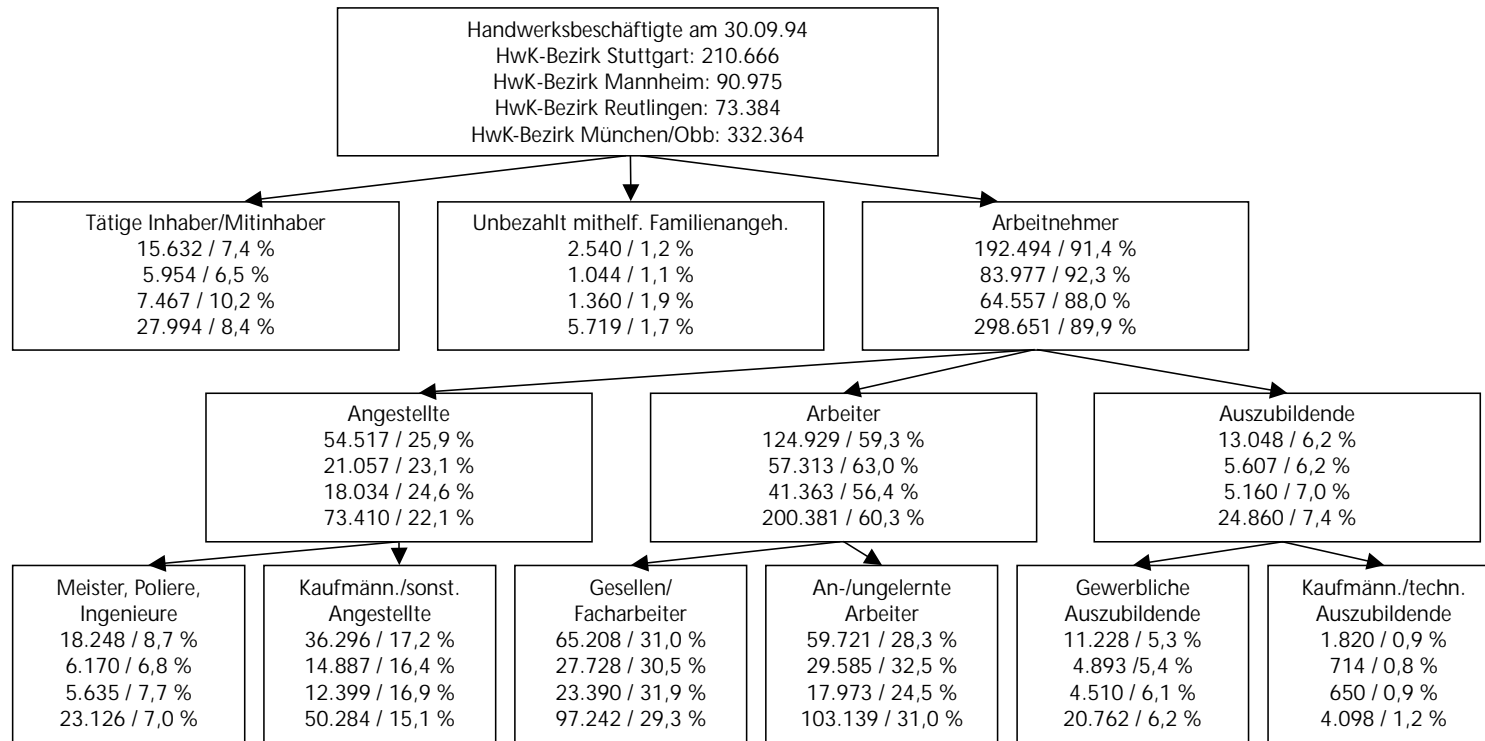 Handwerksbeschäftigte am 30.09.94
HwK-Bezirk Stuttgart: 210.666
HwK-Bezirk Mannheim: 90.975
HwK-Bezirk Reutlingen: 73.384
HwK-Bezirk München/Obb: 332.364
Tätige Inhaber/Mitinhaber
15.632 / 7,4 %
5.954 / 6,5 %
7.467 / 10,2 %
27.994 / 8,4 %
Unbezahlt mithelf. Familienangeh.
2.540 / 1,2 %
1.044 / 1,1 %
1.360 / 1,9 %
5.719 / 1,7 %
Arbeitnehmer
192.494 / 91,4 %
83.977 / 92,3 %
64.557 / 88,0 %
298.651 / 89,9 %
Angestellte
54.517 / 25,9 %
21.057 / 23,1 %
18.034 / 24,6 %
73.410 / 22,1 %
Arbeiter
124.929 / 59,3 %
57.313 / 63,0 %
41.363 / 56,4 %
200.381 / 60,3 %
Auszubildende
13.048 / 6,2 %
5.607 / 6,2 %
5.160 / 7,0 %
24.860 / 7,4 %
Meister, Poliere,
Ingenieure
18.248 / 8,7 %
6.170 / 6,8 %
5.635 / 7,7 %
23.126 / 7,0 %
Kaufmänn./sonst.
Angestellte
36.296 / 17,2 %
14.887 / 16,4 %
12.399 / 16,9 %
50.284 / 15,1 %
Gesellen/
Facharbeiter
65.208 / 31,0 %
27.728 / 30,5 %
23.390 / 31,9 %
97.242 / 29,3 %
An-/ungelernte
Arbeiter
59.721 / 28,3 %
29.585 / 32,5 %
17.973 / 24,5 %
103.139 / 31,0 %
Gewerbliche
Auszubildende
11.228 / 5,3 %
4.893 /5,4 %
4.510 / 6,1 %
20.762 / 6,2 %
Kaufmänn./techn.
Auszubildende
1.820 / 0,9 %
714 / 0,8 %
650 / 0,9 %
4.098 / 1,2 %